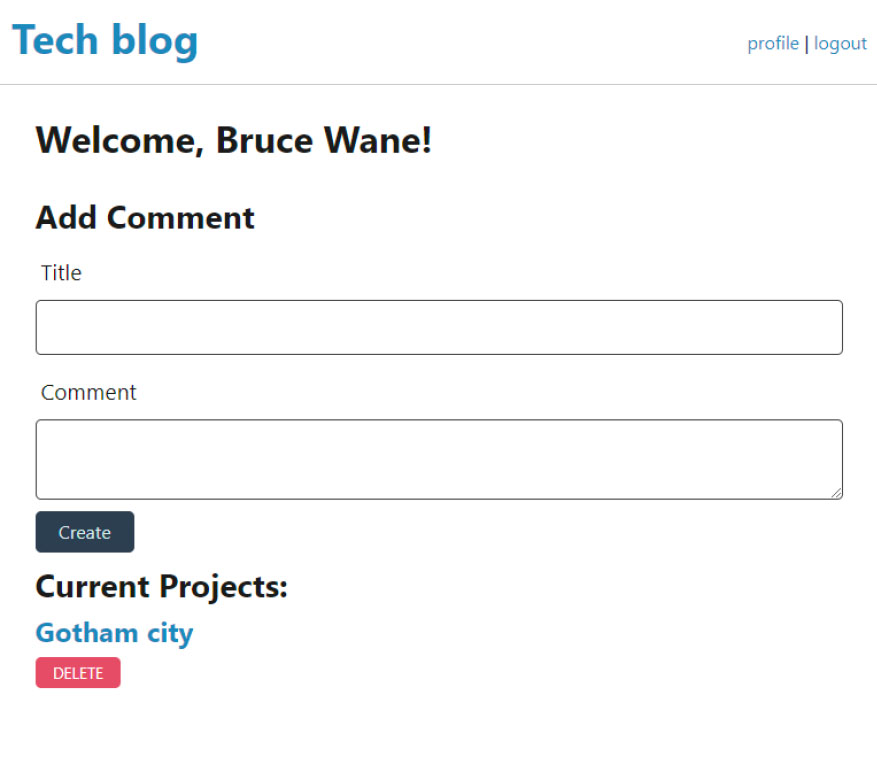 Tech blog
profile | logout
Welcome, Bruce Wane!
Add Comment
Title
Comment
Create
Current Projects:
Gotham city
DELETE